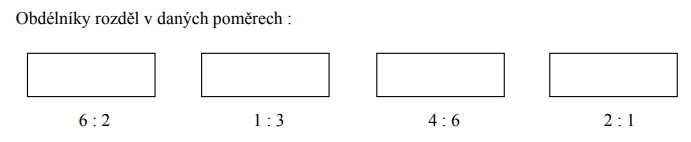 Obdélníky rozděl v daných poměrech :
6 : 2 1 : 3 4 : 6 2 : 1